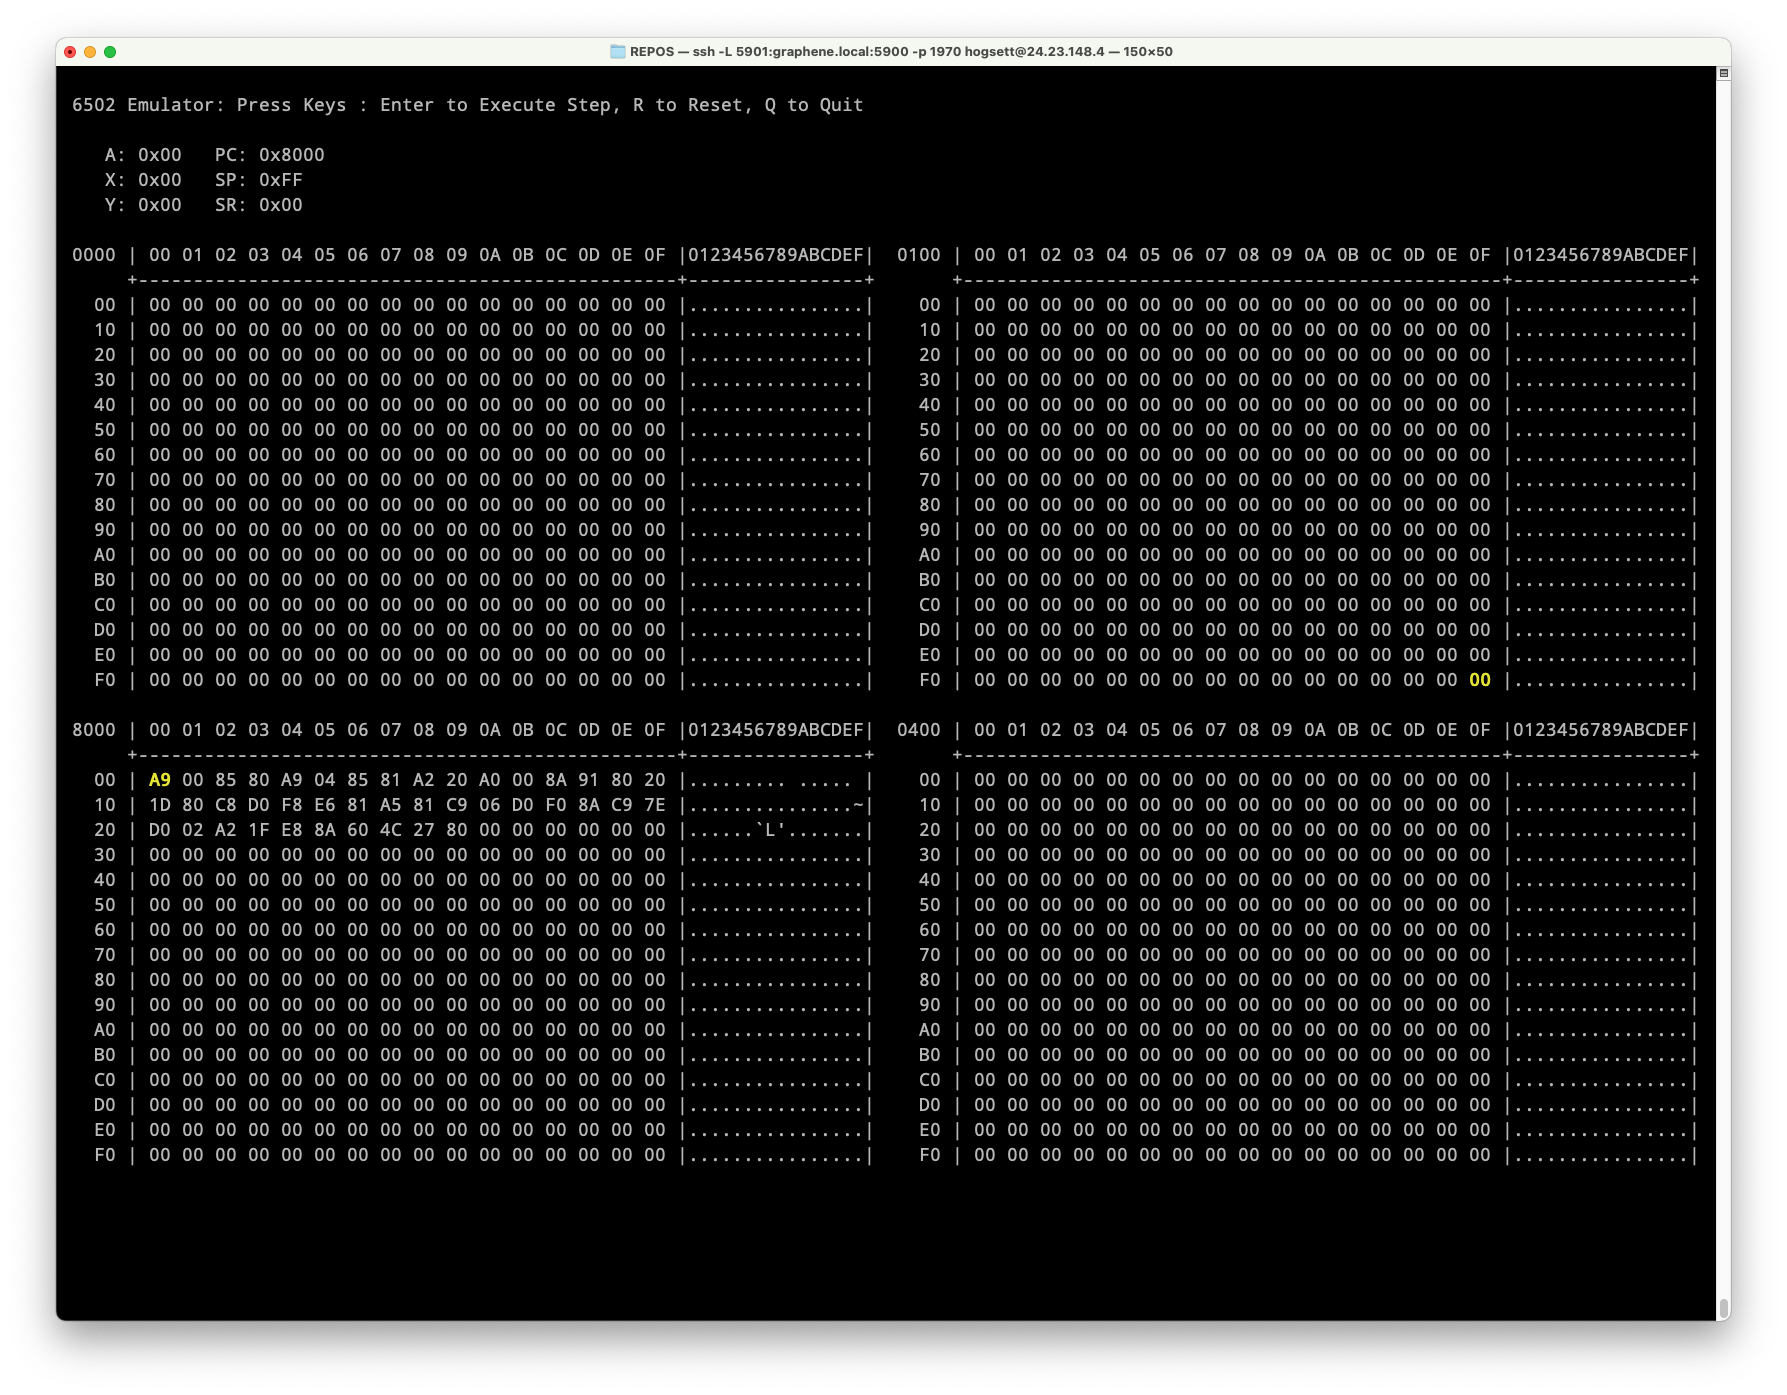 REPOS — ssh -L 5901:graphene.local:5900 -p 1970 hogsett@24.23.148.4 — 150×50
6502 Emulator: Press Keys : Enter to Execute Step, R to Reset, Q to Quit
A: 0x00   PC: 0x8000
X: 0x00   SP: 0xFF
Y: 0x00   SR: 0x00
0000 | 00 01 02 03 04 05 06 07 08 09 0A 0B 0C 0D 0E 0F |0123456789ABCDEF|  0100 | 00 01 02 03 04 05 06 07 08 09 0A 0B 0C 0D 0E 0F |0123456789ABCDEF|
+-------------------------------------------------+----------------+       +-------------------------------------------------+----------------+
00 | 00 00 00 00 00 00 00 00 00 00 00 00 00 00 00 00 |................|    00 | 00 00 00 00 00 00 00 00 00 00 00 00 00 00 00 00 |................|
10 | 00 00 00 00 00 00 00 00 00 00 00 00 00 00 00 00 |................|    10 | 00 00 00 00 00 00 00 00 00 00 00 00 00 00 00 00 |................|
20 | 00 00 00 00 00 00 00 00 00 00 00 00 00 00 00 00 |................|    20 | 00 00 00 00 00 00 00 00 00 00 00 00 00 00 00 00 |................|
30 | 00 00 00 00 00 00 00 00 00 00 00 00 00 00 00 00 |................|    30 | 00 00 00 00 00 00 00 00 00 00 00 00 00 00 00 00 |................|
40 | 00 00 00 00 00 00 00 00 00 00 00 00 00 00 00 00 |................|    40 | 00 00 00 00 00 00 00 00 00 00 00 00 00 00 00 00 |................|
50 | 00 00 00 00 00 00 00 00 00 00 00 00 00 00 00 00 |................|    50 | 00 00 00 00 00 00 00 00 00 00 00 00 00 00 00 00 |................|
60 | 00 00 00 00 00 00 00 00 00 00 00 00 00 00 00 00 |................|    60 | 00 00 00 00 00 00 00 00 00 00 00 00 00 00 00 00 |................|
70 | 00 00 00 00 00 00 00 00 00 00 00 00 00 00 00 00 |................|    70 | 00 00 00 00 00 00 00 00 00 00 00 00 00 00 00 00 |................|
80 | 00 00 00 00 00 00 00 00 00 00 00 00 00 00 00 00 |................|    80 | 00 00 00 00 00 00 00 00 00 00 00 00 00 00 00 00 |................|
90 | 00 00 00 00 00 00 00 00 00 00 00 00 00 00 00 00 |................|    90 | 00 00 00 00 00 00 00 00 00 00 00 00 00 00 00 00 |................|
A0 | 00 00 00 00 00 00 00 00 00 00 00 00 00 00 00 00 |................|    A0 | 00 00 00 00 00 00 00 00 00 00 00 00 00 00 00 00 |................|
B0 | 00 00 00 00 00 00 00 00 00 00 00 00 00 00 00 00 |................|    B0 | 00 00 00 00 00 00 00 00 00 00 00 00 00 00 00 00 |................|
C0 | 00 00 00 00 00 00 00 00 00 00 00 00 00 00 00 00 |................|    C0 | 00 00 00 00 00 00 00 00 00 00 00 00 00 00 00 00 |................|
D0 | 00 00 00 00 00 00 00 00 00 00 00 00 00 00 00 00 |................|    D0 | 00 00 00 00 00 00 00 00 00 00 00 00 00 00 00 00 |................|
E0 | 00 00 00 00 00 00 00 00 00 00 00 00 00 00 00 00 |................|    E0 | 00 00 00 00 00 00 00 00 00 00 00 00 00 00 00 00 |................|
F0 | 00 00 00 00 00 00 00 00 00 00 00 00 00 00 00 00 |................|    F0 | 00 00 00 00 00 00 00 00 00 00 00 00 00 00 00 00 |................|
8000 | 00 01 02 03 04 05 06 07 08 09 0A 0B 0C 0D 0E 0F |0123456789ABCDEF|  0400 | 00 01 02 03 04 05 06 07 08 09 0A 0B 0C 0D 0E 0F |0123456789ABCDEF|
+-------------------------------------------------+----------------+       +-------------------------------------------------+----------------+
00 | A9 00 85 80 A9 04 85 81 A2 20 A0 00 8A 91 80 20 |......... ..... |    00 | 00 00 00 00 00 00 00 00 00 00 00 00 00 00 00 00 |................|
10 | 1D 80 C8 D0 F8 E6 81 A5 81 C9 06 D0 F0 8A C9 7E |...............~|    10 | 00 00 00 00 00 00 00 00 00 00 00 00 00 00 00 00 |................|
20 | D0 02 A2 1F E8 8A 60 4C 27 80 00 00 00 00 00 00 |......`L'.......|    20 | 00 00 00 00 00 00 00 00 00 00 00 00 00 00 00 00 |................|
30 | 00 00 00 00 00 00 00 00 00 00 00 00 00 00 00 00 |................|    30 | 00 00 00 00 00 00 00 00 00 00 00 00 00 00 00 00 |................|
40 | 00 00 00 00 00 00 00 00 00 00 00 00 00 00 00 00 |................|    40 | 00 00 00 00 00 00 00 00 00 00 00 00 00 00 00 00 |................|
50 | 00 00 00 00 00 00 00 00 00 00 00 00 00 00 00 00 |................|    50 | 00 00 00 00 00 00 00 00 00 00 00 00 00 00 00 00 |................|
60 | 00 00 00 00 00 00 00 00 00 00 00 00 00 00 00 00 |................|    60 | 00 00 00 00 00 00 00 00 00 00 00 00 00 00 00 00 |................|
70 | 00 00 00 00 00 00 00 00 00 00 00 00 00 00 00 00 |................|    70 | 00 00 00 00 00 00 00 00 00 00 00 00 00 00 00 00 |................|
80 | 00 00 00 00 00 00 00 00 00 00 00 00 00 00 00 00 |................|    80 | 00 00 00 00 00 00 00 00 00 00 00 00 00 00 00 00 |................|
90 | 00 00 00 00 00 00 00 00 00 00 00 00 00 00 00 00 |................|    90 | 00 00 00 00 00 00 00 00 00 00 00 00 00 00 00 00 |................|
A0 | 00 00 00 00 00 00 00 00 00 00 00 00 00 00 00 00 |................|    A0 | 00 00 00 00 00 00 00 00 00 00 00 00 00 00 00 00 |................|
B0 | 00 00 00 00 00 00 00 00 00 00 00 00 00 00 00 00 |................|    B0 | 00 00 00 00 00 00 00 00 00 00 00 00 00 00 00 00 |................|
C0 | 00 00 00 00 00 00 00 00 00 00 00 00 00 00 00 00 |................|    C0 | 00 00 00 00 00 00 00 00 00 00 00 00 00 00 00 00 |................|
D0 | 00 00 00 00 00 00 00 00 00 00 00 00 00 00 00 00 |................|    D0 | 00 00 00 00 00 00 00 00 00 00 00 00 00 00 00 00 |................|
E0 | 00 00 00 00 00 00 00 00 00 00 00 00 00 00 00 00 |................|    E0 | 00 00 00 00 00 00 00 00 00 00 00 00 00 00 00 00 |................|
F0 | 00 00 00 00 00 00 00 00 00 00 00 00 00 00 00 00 |................|    F0 | 00 00 00 00 00 00 00 00 00 00 00 00 00 00 00 00 |................|